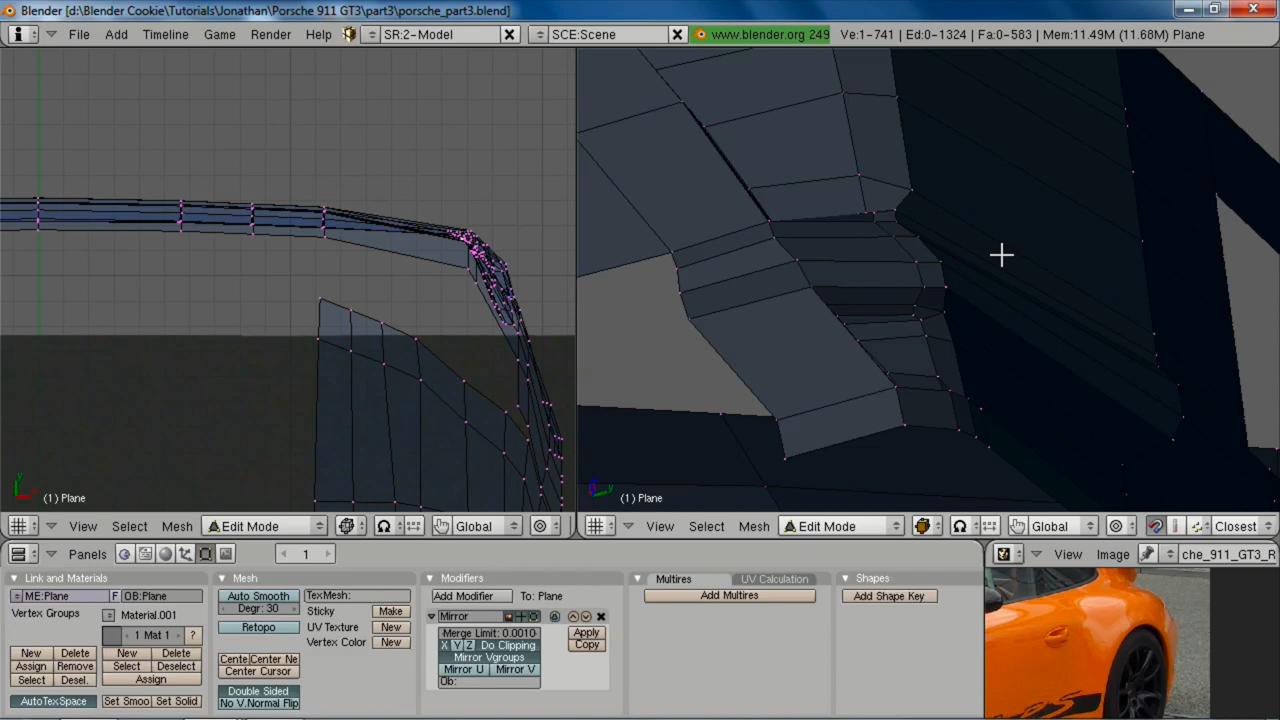 Blender [d:\Blender Cookie\Tutorials\Jonathan\Porsche 911 GT3\part3\porsche_part3.blend]
File Add Timeline Game Render Help SR:2-Model SCE:Scene www.blender.org 249 Ve:1-741 | Ed:0-1324 | Fa:0-583 | Mem:11.49M (11.68M) Plane
(1) Plane (1) Plane
View Select Mesh Edit Mode Global View Select Mesh Edit Mode Global Closest
Panels 1 View Image che_911_GT3_R
Link and Materials Mesh Modifiers Multires UV Calculation Shapes
ME:Plane F OB:Plane Auto Smooth TexMesh: Add Modifier To: Plane Add Multires Add Shape Key
Vertex Groups Material.001 Degr: 30 Sticky Make Mirror
1 Mat 1 ? Retopo UV Texture New Merge Limit: 0.0010 Apply
Vertex Color New X Y Z Do Clipping Copy
New Delete New Delete Cente Center Ne Mirror Vgroups
Assign Remove Select Deselect Center Cursor Mirror U Mirror V
Select Desel. Assign Ob:
Double Sided
AutoTexSpace Set Smoo Set Solid No V.Normal Flip